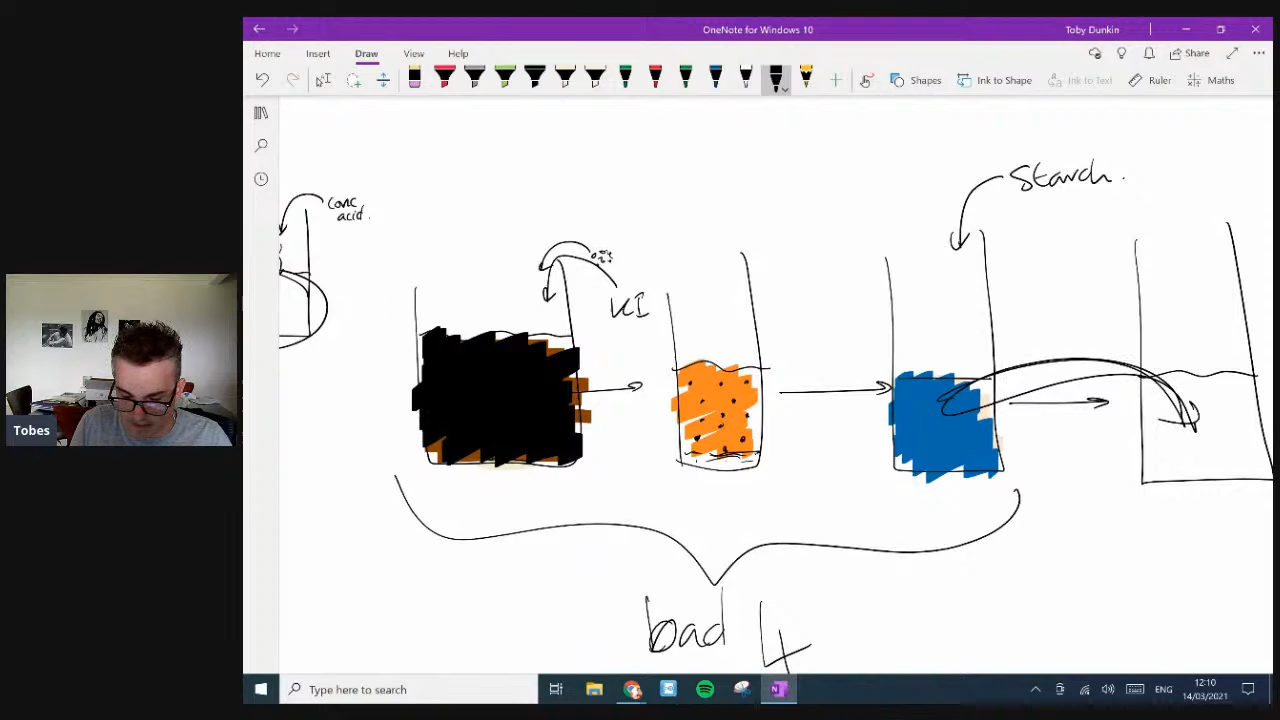 OneNote for Windows 10
Toby Dunkin
Home Insert Draw View Help
Share
Shapes Ink to Shape Ink to Text Ruler Maths
conc
acid.
KI
Starch.
Tobes
bad 4
Type here to search
ENG
12:10
14/03/2021